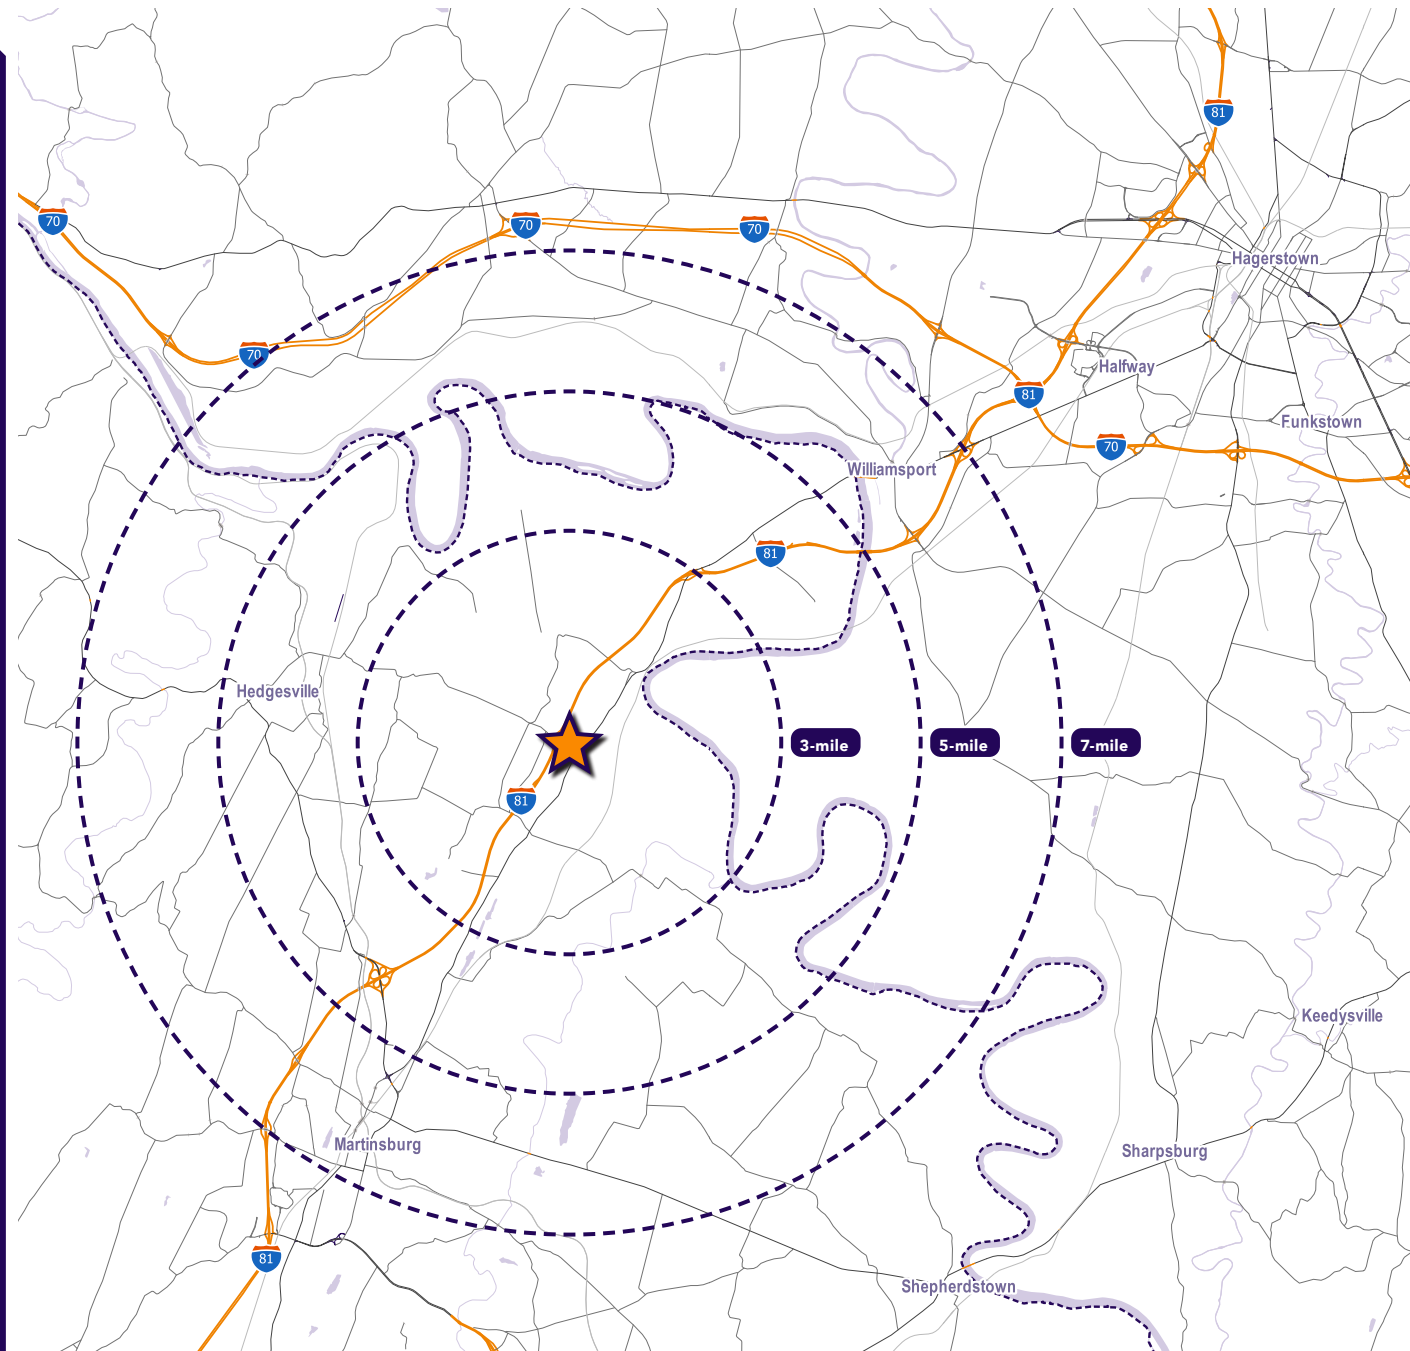 81
70
70
70
Hagerstown
70
Halfway
81
Funkstown
70
Williamsport
81
Hedgesville
3-mile
5-mile
7-mile
81
Keedysville
Martinsburg
Sharpsburg
81
Shepherdstown